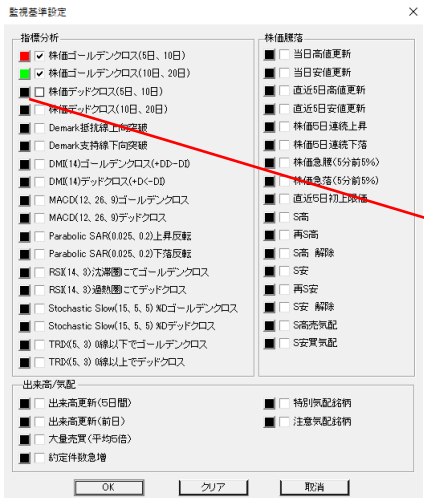 監視基準設定
指標分析
株価ゴールデンクロス(5日、10日)
株価ゴールデンクロス(10日、20日)
株価デッドクロス(5日、10日)
株価デッドクロス(10日、20日)
Demark抵抗線上向突破
Demark支持線下向突破
DMI(14)ゴールデンクロス(+DD-DI)
DMI(14)デッドクロス(+D<-DI)
MACD(12、26、9)ゴールデンクロス
MACD(12、26、9)デッドクロス
Parabolic SAR(0.025、0.2)上昇反転
Parabolic SAR(0.025、0.2)下落反転
RSI(14、3)沈滞圏にてゴールデンクロス
RSI(14、3)過熱圏にてデッドクロス
Stochastic Slow(15、5、5) %Dゴールデンクロス
Stochastic Slow(15、5、5) %Dデッドクロス
TRIX(5、3) 0線以下でゴールデンクロス
TRIX(5、3) 0線以上でデッドクロス
株価騰落
当日高値更新
当日安値更新
直近5日高値更新
直近5日安値更新
株価5日連続上昇
株価5日連続下落
株価急騰(5分前5%)
株価急落(5分前5%)
直近5日初上限値
S高
再S高
S高 解除
S安
再S安
S安 解除
S高売気配
S安買気配
出来高/気配
出来高更新(5日間)
出来高更新(前日)
大量売買(平均5倍)
約定件数急増
特別気配銘柄
注意気配銘柄
OK
クリア
取消